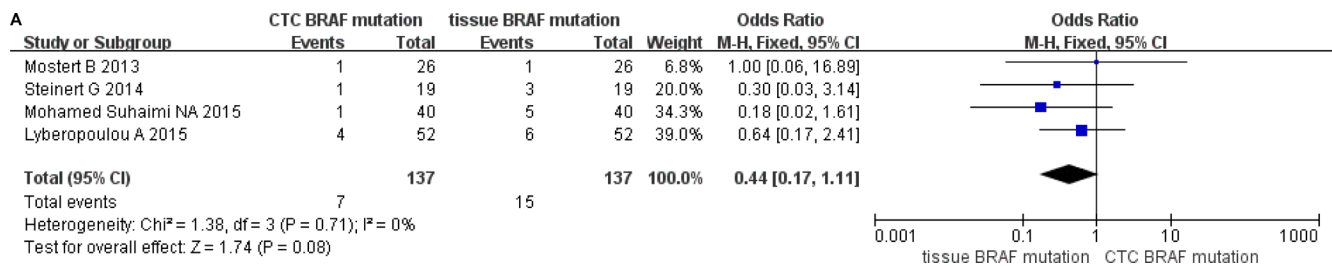 A
CTC BRAF mutation tissue BRAF mutation Odds Ratio Odds Ratio
Study or Subgroup Events Total Events Total Weight M-H, Fixed, 95% CI M-H, Fixed, 95% CI
Mostert B 2013 1 26 1 26 6.8% 1.00 [0.06, 16.89]
Steinert G 2014 1 19 3 19 20.0% 0.30 [0.03, 3.14]
Mohamed Suhaimi NA 2015 1 40 5 40 34.3% 0.18 [0.02, 1.61]
Lyberopoulou A 2015 4 52 6 52 39.0% 0.64 [0.17, 2.41]
Total (95% CI) 137 137 100.0% 0.44 [0.17, 1.11]
Total events 7 15
Heterogeneity: Chi² = 1.38, df = 3 (P = 0.71); I² = 0%
Test for overall effect: Z = 1.74 (P = 0.08)
0.001 0.1 1 10 1000
tissue BRAF mutation CTC BRAF mutation